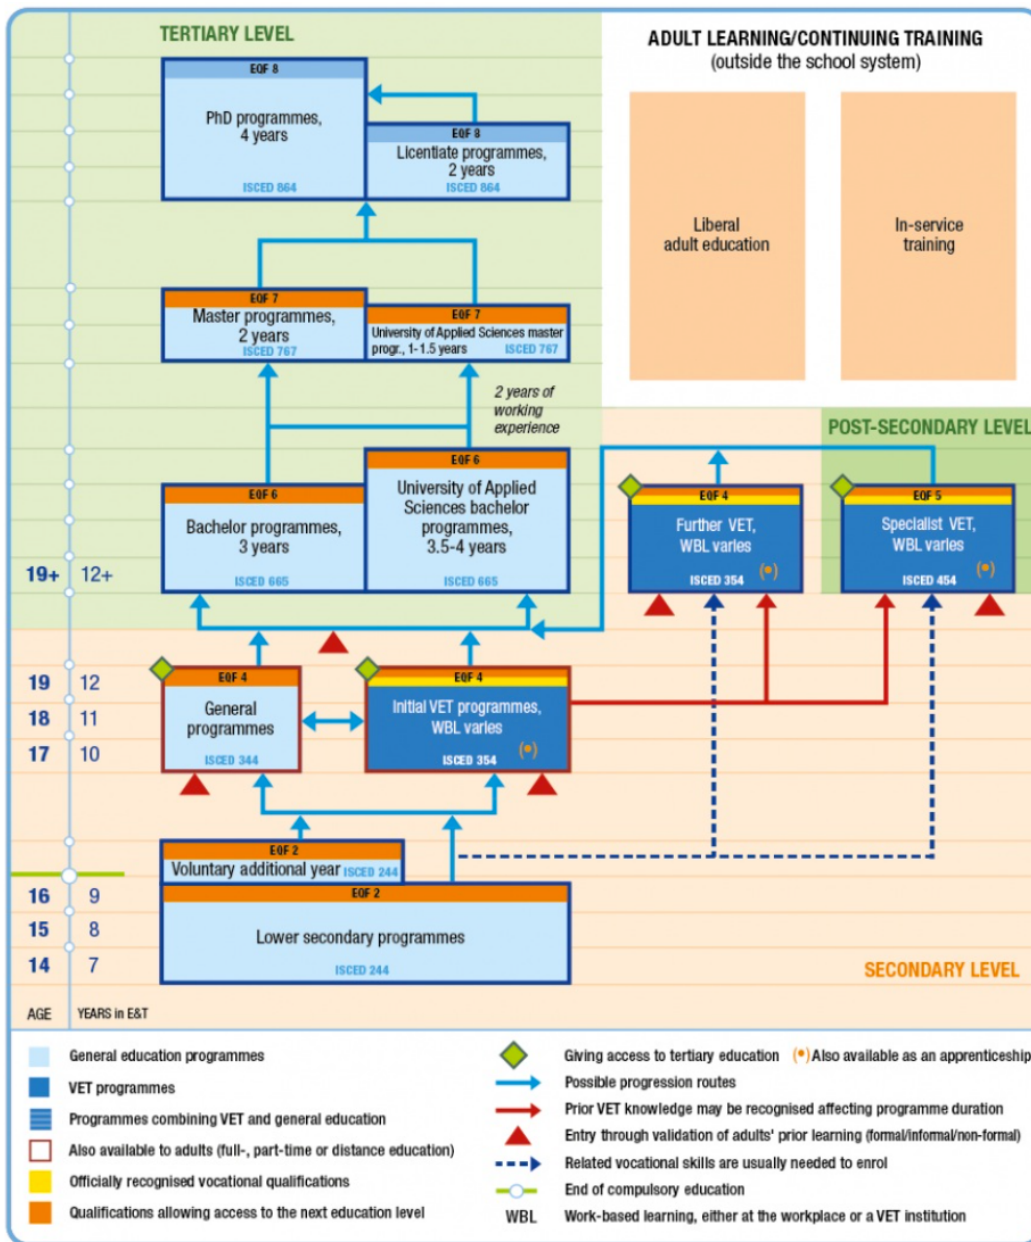 TERTIARY LEVEL
ADULT LEARNING/CONTINUING TRAINING
(outside the school system)
EQF 8
PhD programmes,
4 years
ISCED 864
EQF 8
Licentiate programmes,
2 years
ISCED 864
Liberal
adult education
In-service
training
EQF 7
Master programmes,
2 years
ISCED 767
EQF 7
University of Applied Sciences master
progr., 1-1.5 years ISCED 767
2 years of
working
experience
POST-SECONDARY LEVEL
EQF 6
Bachelor programmes,
3 years
ISCED 665
EQF 6
University of Applied
Sciences bachelor
programmes,
3.5-4 years
ISCED 665
EQF 4
Further VET,
WBL varies
ISCED 354 (•)
EQF 5
Specialist VET,
WBL varies
ISCED 454 (•)
19+ 12+
19 12
18 11
17 10
EQF 4
General
programmes
ISCED 344
EQF 4
Initial VET programmes,
WBL varies
ISCED 354 (•)
EQF 2
Voluntary additional year ISCED 244
EQF 2
Lower secondary programmes
ISCED 244
16 9
15 8
14 7
SECONDARY LEVEL
AGE YEARS in E&T
General education programmes
VET programmes
Programmes combining VET and general education
Also available to adults (full-, part-time or distance education)
Officially recognised vocational qualifications
Qualifications allowing access to the next education level
Giving access to tertiary education (•) Also available as an apprenticeship
Possible progression routes
Prior VET knowledge may be recognised affecting programme duration
Entry through validation of adults' prior learning (formal/informal/non-formal)
Related vocational skills are usually needed to enrol
End of compulsory education
WBL Work-based learning, either at the workplace or a VET institution